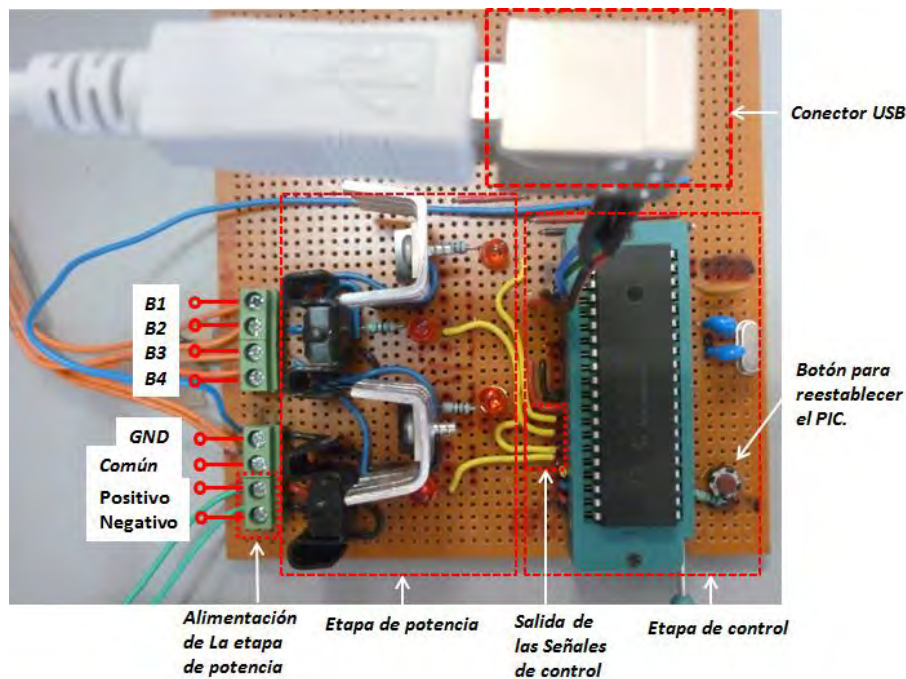 Conector USB
B1
B2
B3
B4
GND
Común
Positivo
Negativo
Botón para
reestablecer
el PIC.
Alimentación
de La etapa
de potencia
Etapa de potencia
Salida de
las Señales
de control
Etapa de control